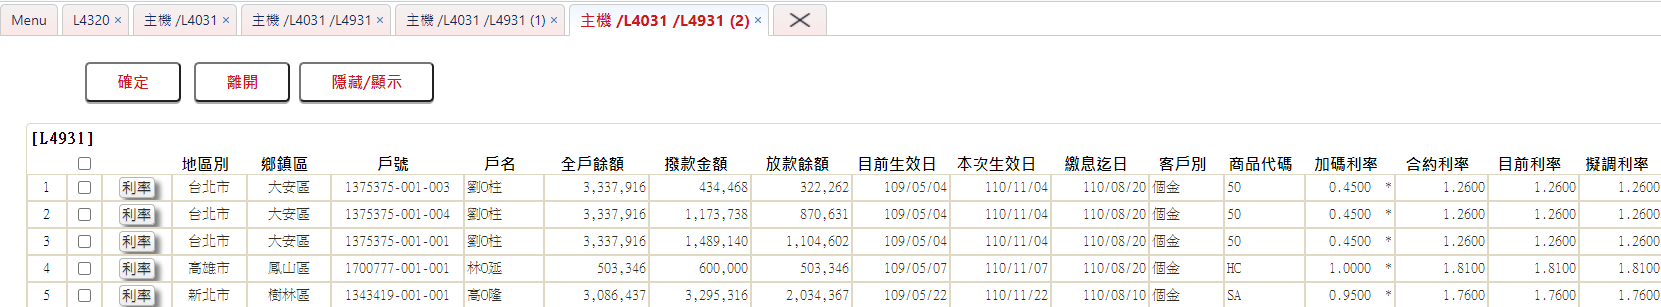 Menu L4320 × 主機 /L4031 × 主機 /L4031 /L4931 × 主機 /L4031 /L4931 (1) × 主機 /L4031 /L4931 (2) ×
確定 離開 隱藏/顯示
[L4931]
地區別 鄉鎮區 戶號 戶名 全戶餘額 撥款金額 放款餘額 目前生效日 本次生效日 繳息迄日 客戶別 商品代碼 加碼利率 合約利率 目前利率 擬調利率
1 利率 台北市 大安區 1375375-001-003 劉O柱 3,337,916 434,468 322,262 109/05/04 110/11/04 110/08/20 個金 50 0.4500 * 1.2600 1.2600 1.2600
2 利率 台北市 大安區 1375375-001-004 劉O柱 3,337,916 1,173,738 870,631 109/05/04 110/11/04 110/08/20 個金 50 0.4500 * 1.2600 1.2600 1.2600
3 利率 台北市 大安區 1375375-001-001 劉O柱 3,337,916 1,489,140 1,104,602 109/05/04 110/11/04 110/08/20 個金 50 0.4500 * 1.2600 1.2600 1.2600
4 利率 高雄市 鳳山區 1700777-001-001 林O延 503,346 600,000 503,346 109/05/07 110/11/07 110/08/20 個金 HC 1.0000 * 1.8100 1.8100 1.8100
5 利率 新北市 樹林區 1343419-001-001 高O隆 3,086,437 3,295,316 2,034,367 109/05/22 110/11/22 110/08/10 個金 SA 0.9500 * 1.7600 1.7600 1.7600